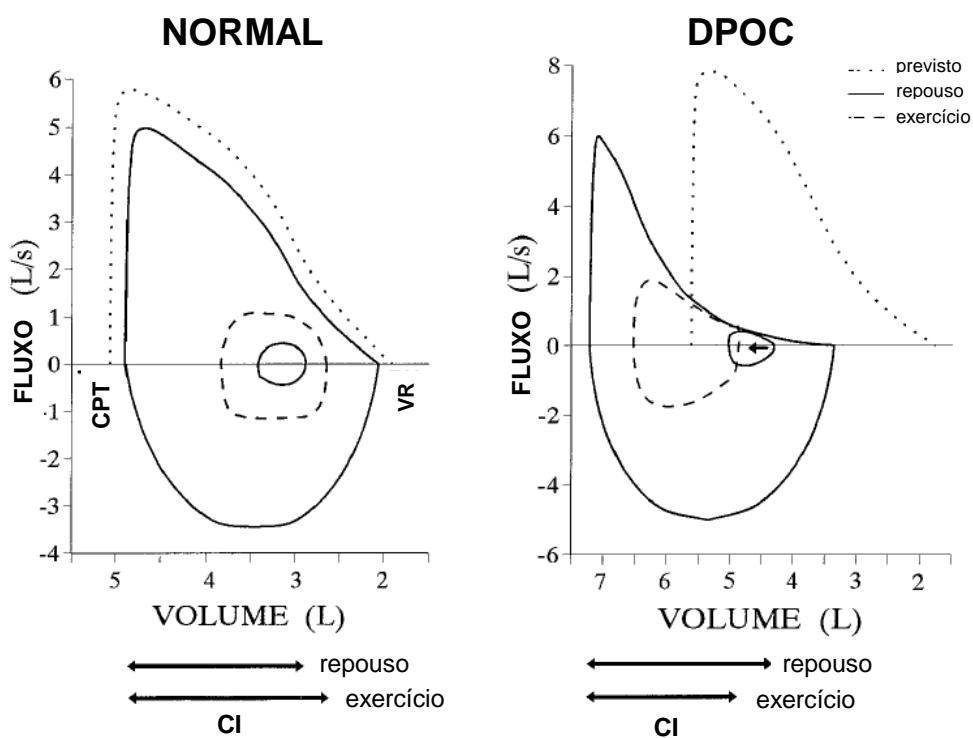 NORMAL
DPOC
previsto
repouso
exercício
FLUXO (L/s)
6
5
4
3
2
1
0
.1
-2
-3
-4
CPT
VR
5 4 3 2
VOLUME (L)
FLUXO (L/s)
8
6
4
2
0
-2
-4
-6
7 6 5 4 3 2
VOLUME (L)
repouso
exercício
CI
repouso
exercício
CI